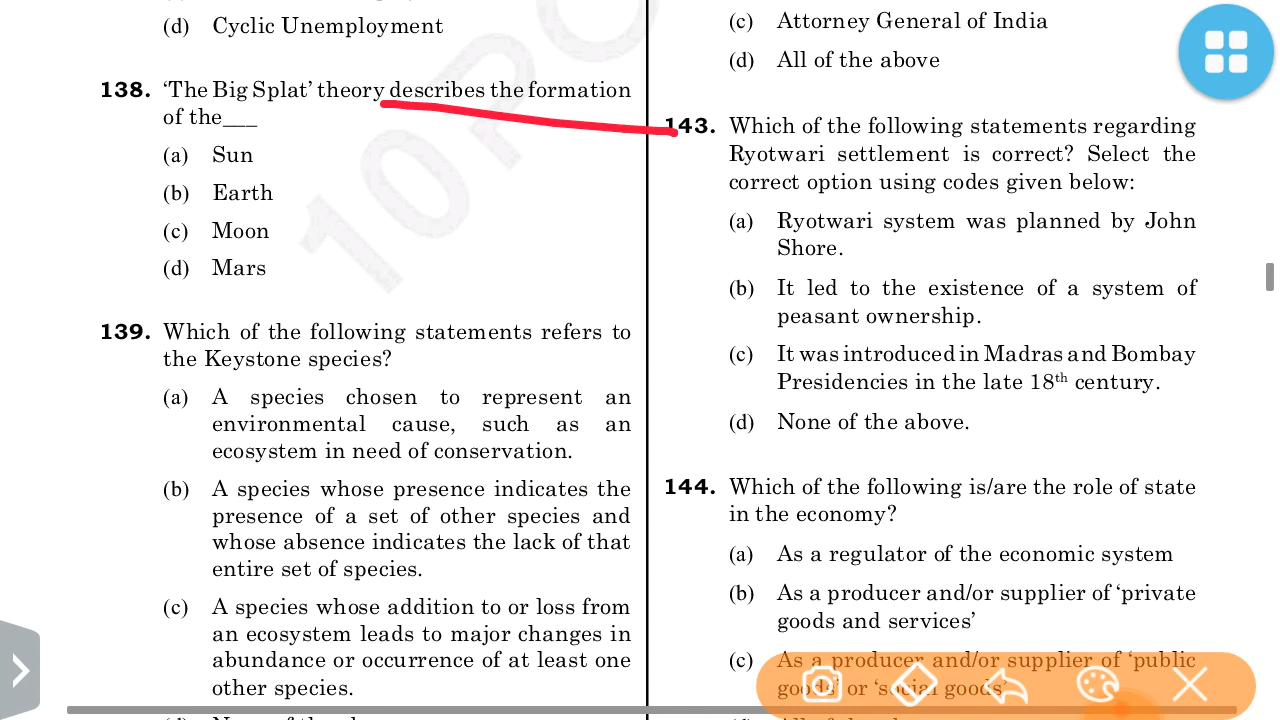 (d) Cyclic Unemployment
138. ‘The Big Splat’ theory describes the formation
of the___
(a) Sun
(b) Earth
(c) Moon
(d) Mars
139. Which of the following statements refers to
the Keystone species?
(a) A species chosen to represent an
environmental cause, such as an
ecosystem in need of conservation.
(b) A species whose presence indicates the
presence of a set of other species and
whose absence indicates the lack of that
entire set of species.
(c) A species whose addition to or loss from
an ecosystem leads to major changes in
abundance or occurrence of at least one
other species.
(c) Attorney General of India
(d) All of the above
143. Which of the following statements regarding
Ryotwari settlement is correct? Select the
correct option using codes given below:
(a) Ryotwari system was planned by John
Shore.
(b) It led to the existence of a system of
peasant ownership.
(c) It was introduced in Madras and Bombay
Presidencies in the late 18th century.
(d) None of the above.
144. Which of the following is/are the role of state
in the economy?
(a) As a regulator of the economic system
(b) As a producer and/or supplier of ‘private
goods and services’
(c) As a producer and/or supplier of ‘public
goods’ or ‘social goods’
10PO